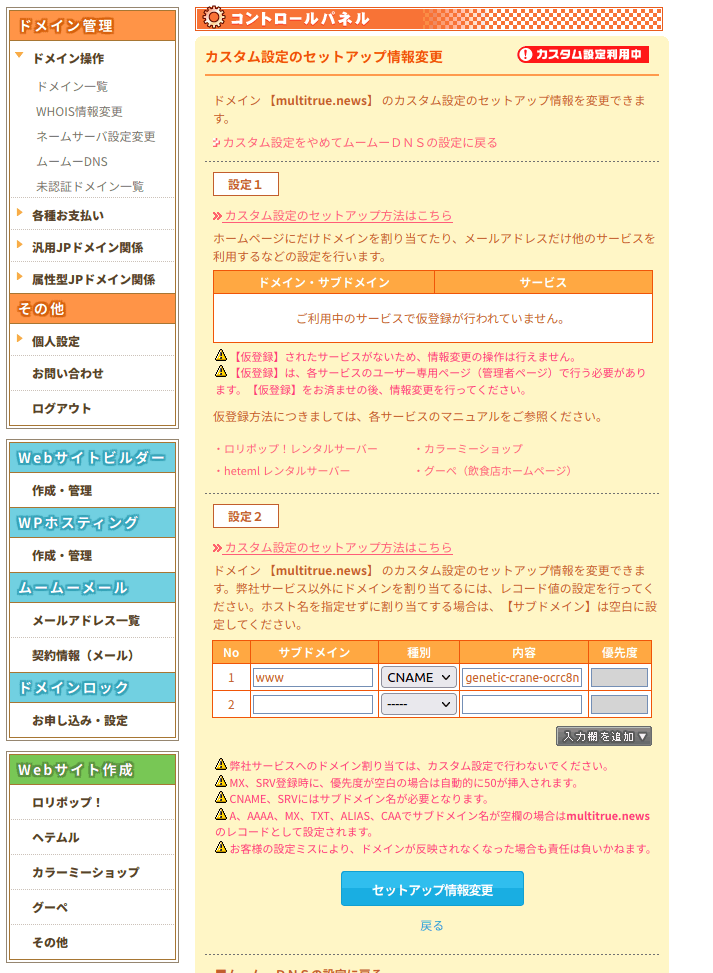 ドメイン管理
ドメイン操作
ドメイン一覧
WHOIS情報変更
ネームサーバ設定変更
ムームーDNS
未認証ドメイン一覧
各種お支払い
汎用JPドメイン関係
属性型JPドメイン関係
その他
個人設定
お問い合わせ
ログアウト
Webサイトビルダー
作成・管理
WPホスティング
作成・管理
ムームーメール
メールアドレス一覧
契約情報（メール）
ドメインロック
お申し込み・設定
Webサイト作成
ロリポップ！
ヘテムル
カラーミーショップ
グーペ
その他
コントロールパネル
カスタム設定のセットアップ情報変更
カスタム設定利用中
ドメイン 【multitrue.news】 のカスタム設定のセットアップ情報を変更できま
す。
カスタム設定をやめてムームーＤＮＳの設定に戻る
設定１
カスタム設定のセットアップ方法はこちら
ホームページにだけドメインを割り当てたり、メールアドレスだけ他のサービスを
利用するなどの設定を行います。
ドメイン・サブドメイン サービス
ご利用中のサービスで仮登録が行われていません。
【仮登録】されたサービスがないため、情報変更の操作は行えません。
【仮登録】は、各サービスのユーザー専用ページ（管理者ページ）で行う必要があり
ます。【仮登録】をお済ませの後、情報変更を行ってください。
仮登録方法につきましては、各サービスのマニュアルをご参照ください。
・ロリポップ！レンタルサーバー ・カラーミーショップ
・heteml レンタルサーバー ・グーペ（飲食店ホームページ）
設定２
カスタム設定のセットアップ方法はこちら
ドメイン 【multitrue.news】 のカスタム設定のセットアップ情報を変更できま
す。弊社サービス以外にドメインを割り当てるには、レコード値の設定を行ってく
ださい。ホスト名を指定せずに割り当てする場合は、【サブドメイン】は空白に設
定してください。
No サブドメイン 種別 内容 優先度
1 www CNAME genetic-crane-ocrc8n
2 -----
入力欄を追加▼
弊社サービスへのドメイン割り当ては、カスタム設定で行わないでください。
MX、SRV登録時に、優先度が空白の場合は自動的に50が挿入されます。
CNAME、SRVにはサブドメイン名が必要となります。
A、AAAA、MX、TXT、ALIAS、CAAでサブドメイン名が空欄の場合はmultitrue.news
のレコードとして設定されます。
お客様の設定ミスにより、ドメインが反映されなくなった場合も責任は負いかねます。
セットアップ情報変更
戻る
■ムームーＤＮＳの設定に戻る